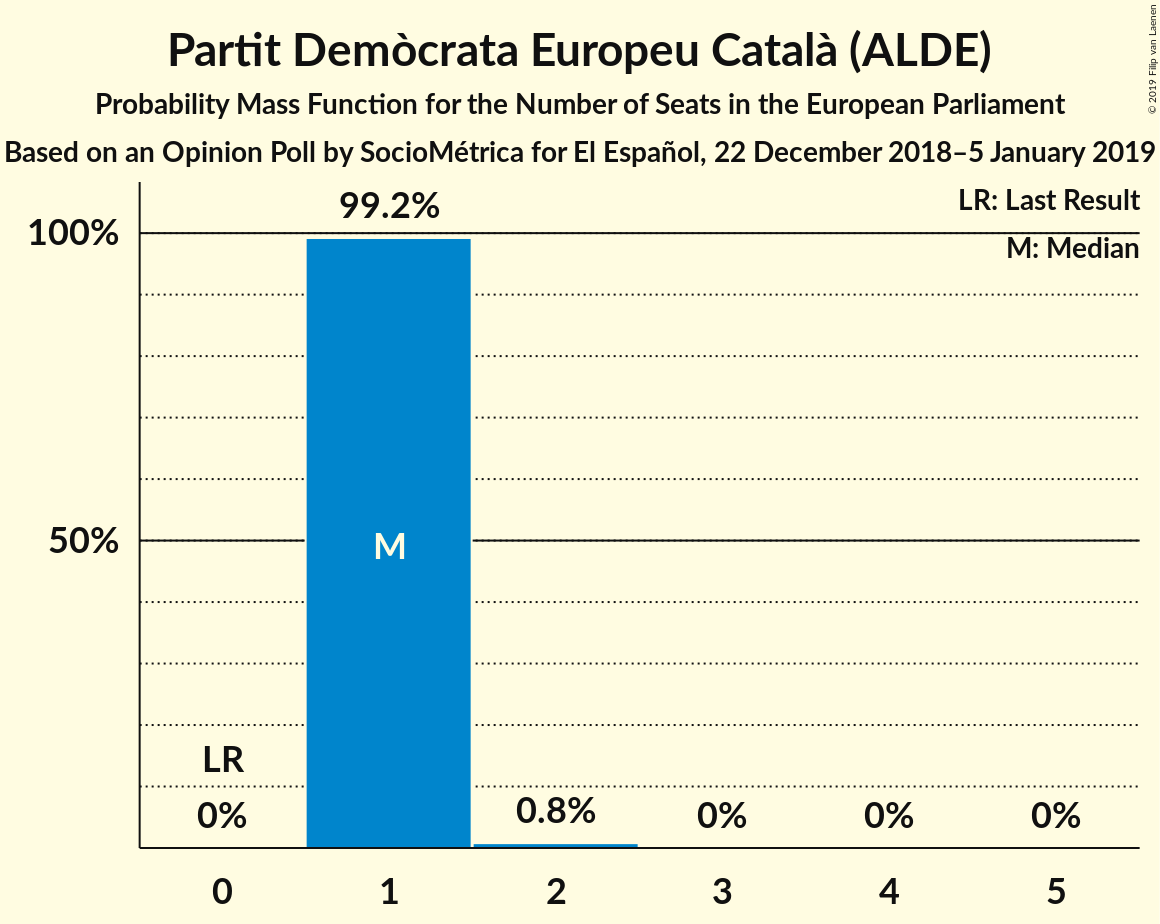 Partit Demòcrata Europeu Català (ALDE)
Probability Mass Function for the Number of Seats in the European Parliament
Based on an Opinion Poll by SocioMétrica for El Español, 22 December 2018–5 January 2019
© 2019 Filip van Laenen
LR: Last Result
M: Median
99.2%
100%
50%
M
LR
0%
0.8%
0%
0%
0%
0 1 2 3 4 5